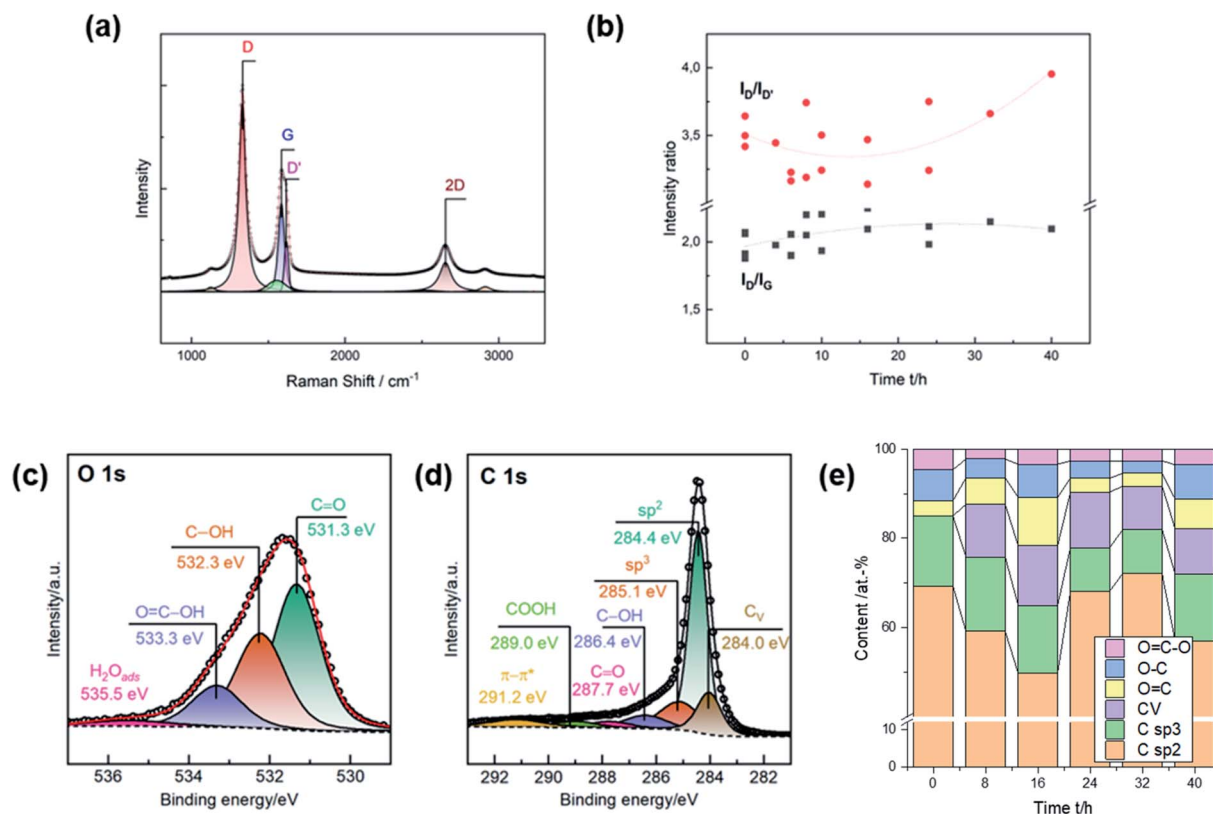 (a)
D
G
D'
2D
Intensity
1000
2000
3000
Raman Shift / cm⁻¹
(b)
4,0
I_D/I_D'
3,5
2,0
I_D/I_G
1,5
Intensity ratio
0
10
20
30
40
Time t/h
(c)
O 1s
C=O
531.3 eV
C−OH
532.3 eV
O=C−OH
533.3 eV
H₂O_ads
535.5 eV
Intensity/a.u.
536
534
532
530
Binding energy/eV
(d)
C 1s
sp²
284.4 eV
sp³
285.1 eV
COOH
289.0 eV
C−OH
286.4 eV
C_V
284.0 eV
π−π*
291.2 eV
C=O
287.7 eV
Intensity/a.u.
292
290
288
286
284
282
Binding energy/eV
(e)
100
80
60
10
0
Content /at.-%
O=C-O
O-C
O=C
CV
C sp3
C sp2
0
8
16
24
32
40
Time t/h